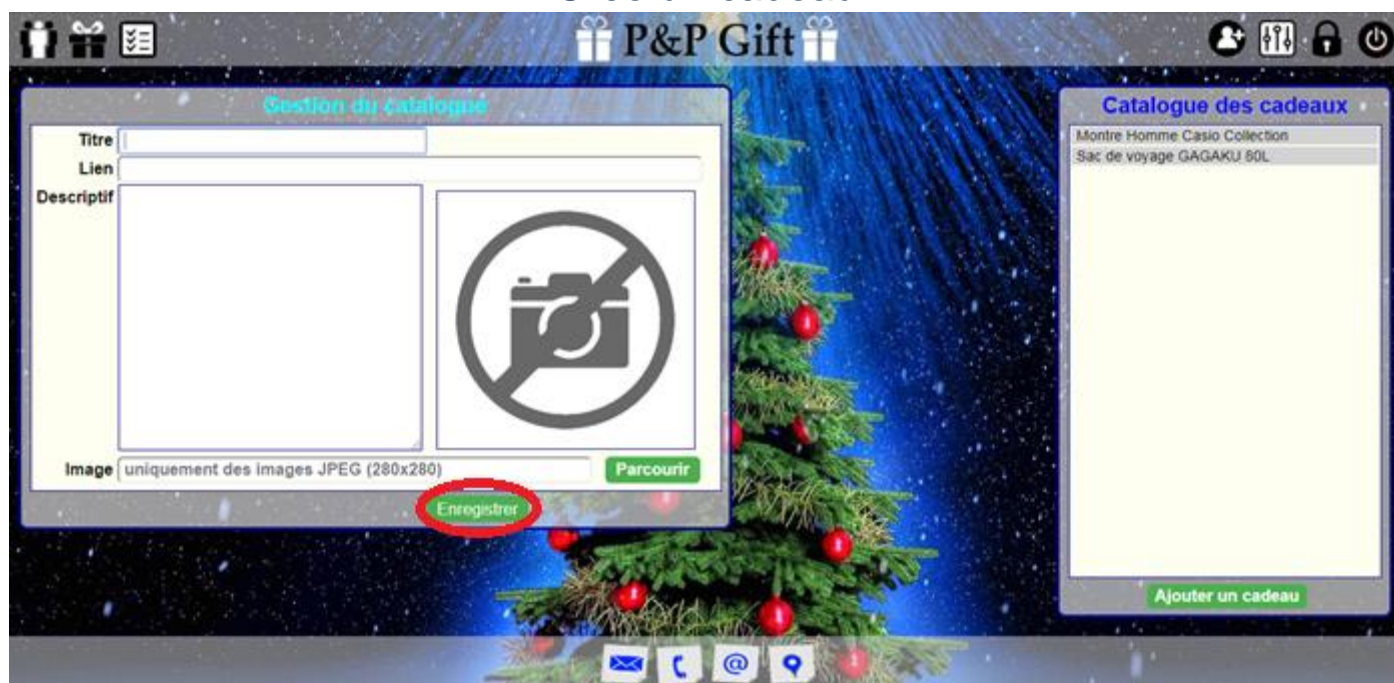 P&P Gift
Gestion du catalogue
Titre
Lien
Descriptif
Image uniquement des images JPEG (280x280) Parcourir
Enregistrer
Catalogue des cadeaux
Montre Homme Casio Collection
Sac de voyage GAGAKU 80L
Ajouter un cadeau